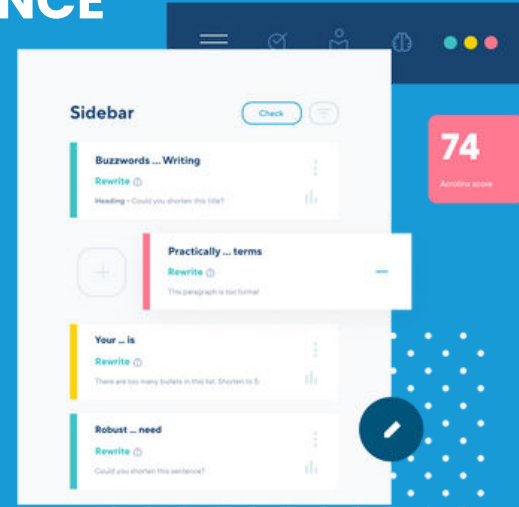 NCE
Sidebar
Check
74
Acrolinx score
Buzzwords ... Writing
Rewrite
Heading - Could you shorten this title?
Practically ... terms
Rewrite
This paragraph is too formal
Your ... is
Rewrite
There are too many bullets in this list. Shorten to 5.
Robust ... need
Rewrite
Could you shorten this sentence?